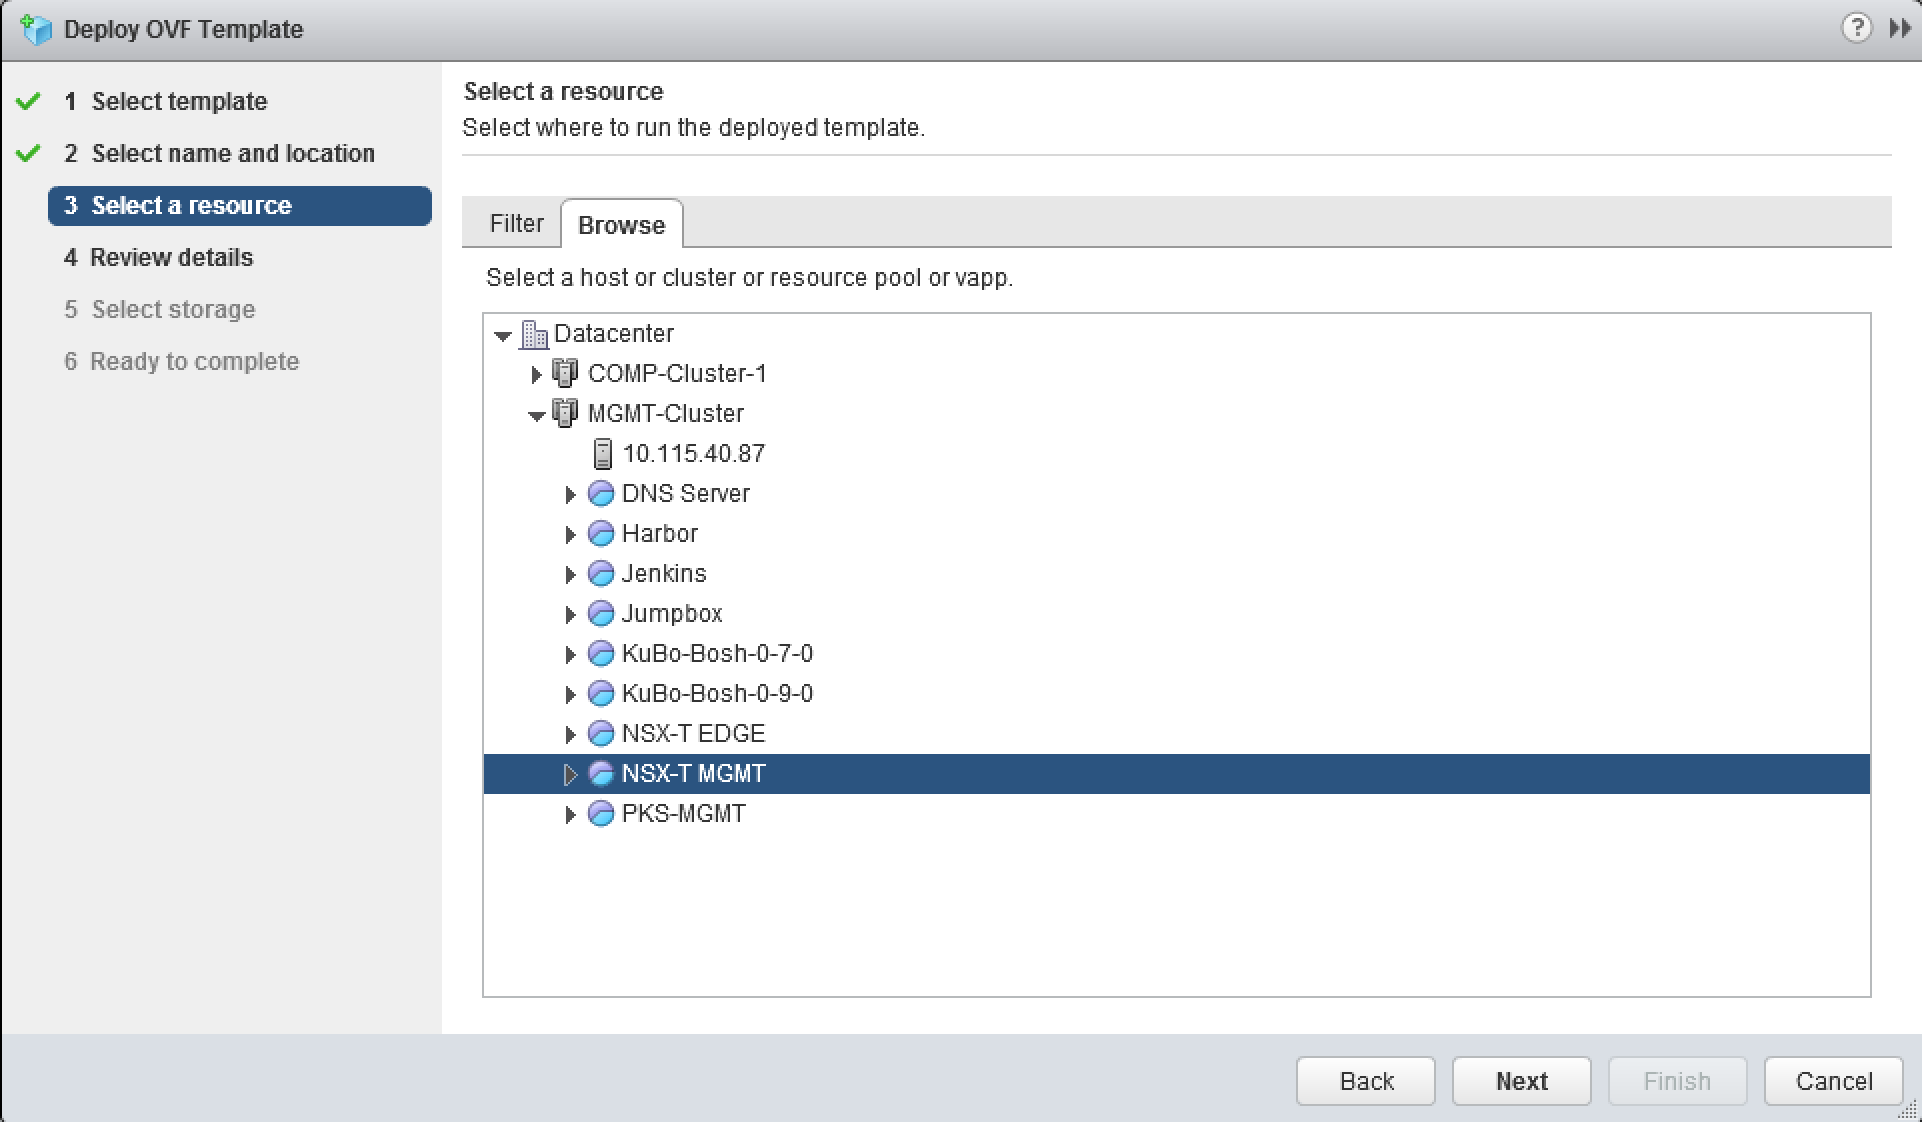 Deploy OVF Template
?
1 Select template
2 Select name and location
3 Select a resource
4 Review details
5 Select storage
6 Ready to complete
Select a resource
Select where to run the deployed template.
Filter Browse
Select a host or cluster or resource pool or vapp.
Datacenter
COMP-Cluster-1
MGMT-Cluster
10.115.40.87
DNS Server
Harbor
Jenkins
Jumpbox
KuBo-Bosh-0-7-0
KuBo-Bosh-0-9-0
NSX-T EDGE
NSX-T MGMT
PKS-MGMT
Back Next Finish Cancel